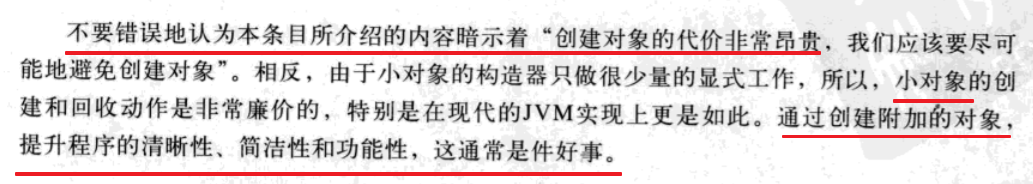 不要错误地认为本条目所介绍的内容暗示着“创建对象的代价非常昂贵，我们应该要尽可
能地避免创建对象”。相反，由于小对象的构造器只做很少量的显式工作，所以，小对象的创
建和回收动作是非常廉价的，特别是在现代的JVM实现上更是如此。通过创建附加的对象，
提升程序的清晰性、简洁性和功能性，这通常是件好事。